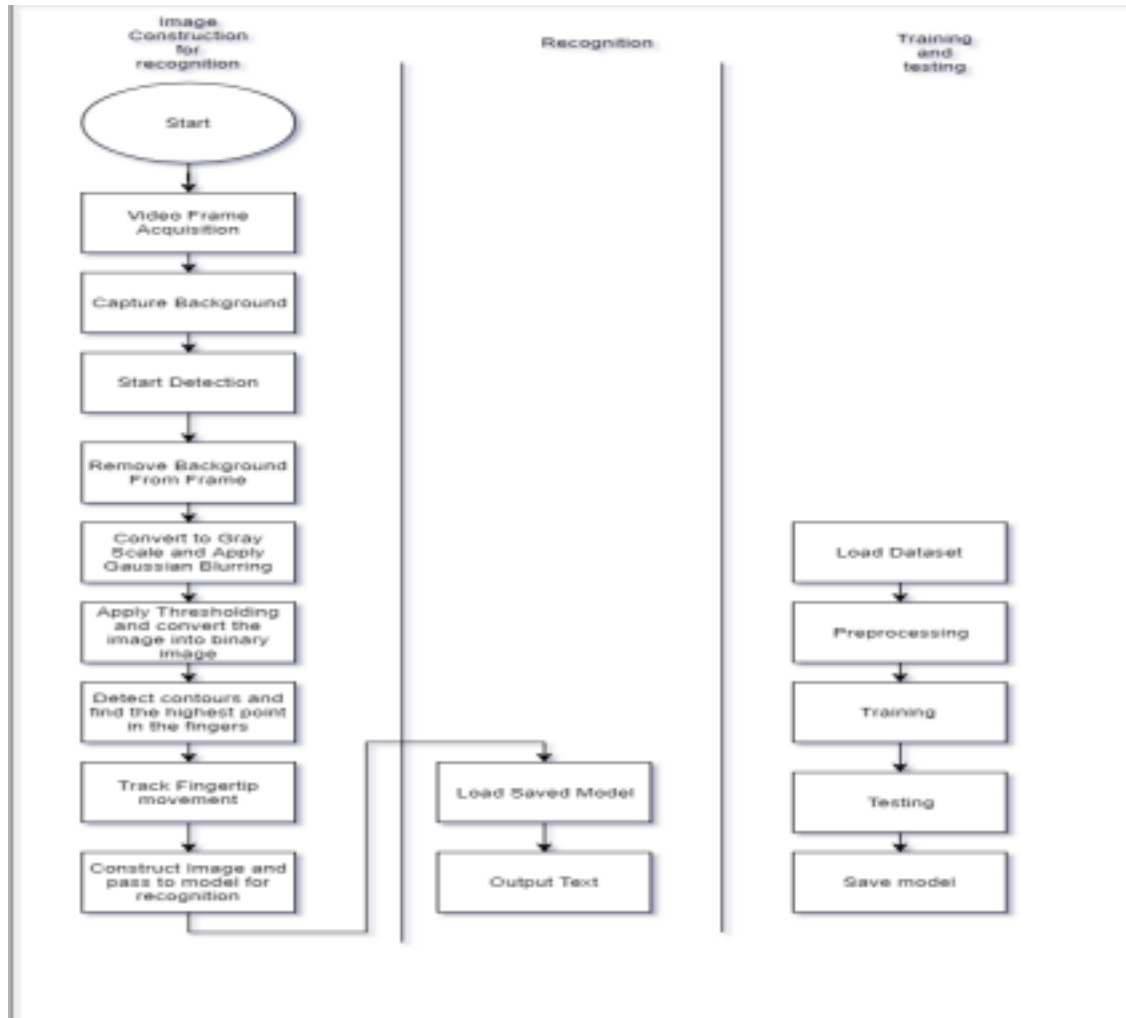 Image
Construction
for
recognition
Start
Video Frame
Acquisition
Capture Background
Start Detection
Remove Background
From Frame
Convert to Gray
Scale and Apply
Gaussian Blurring
Apply Thresholding
and convert the
image into binary
image
Detect contours and
find the highest point
in the fingers
Track Fingertip
movement
Construct Image and
pass to model for
recognition
Recognition
Load Saved Model
Output Text
Training
and
testing
Load Dataset
Preprocessing
Training
Testing
Save model